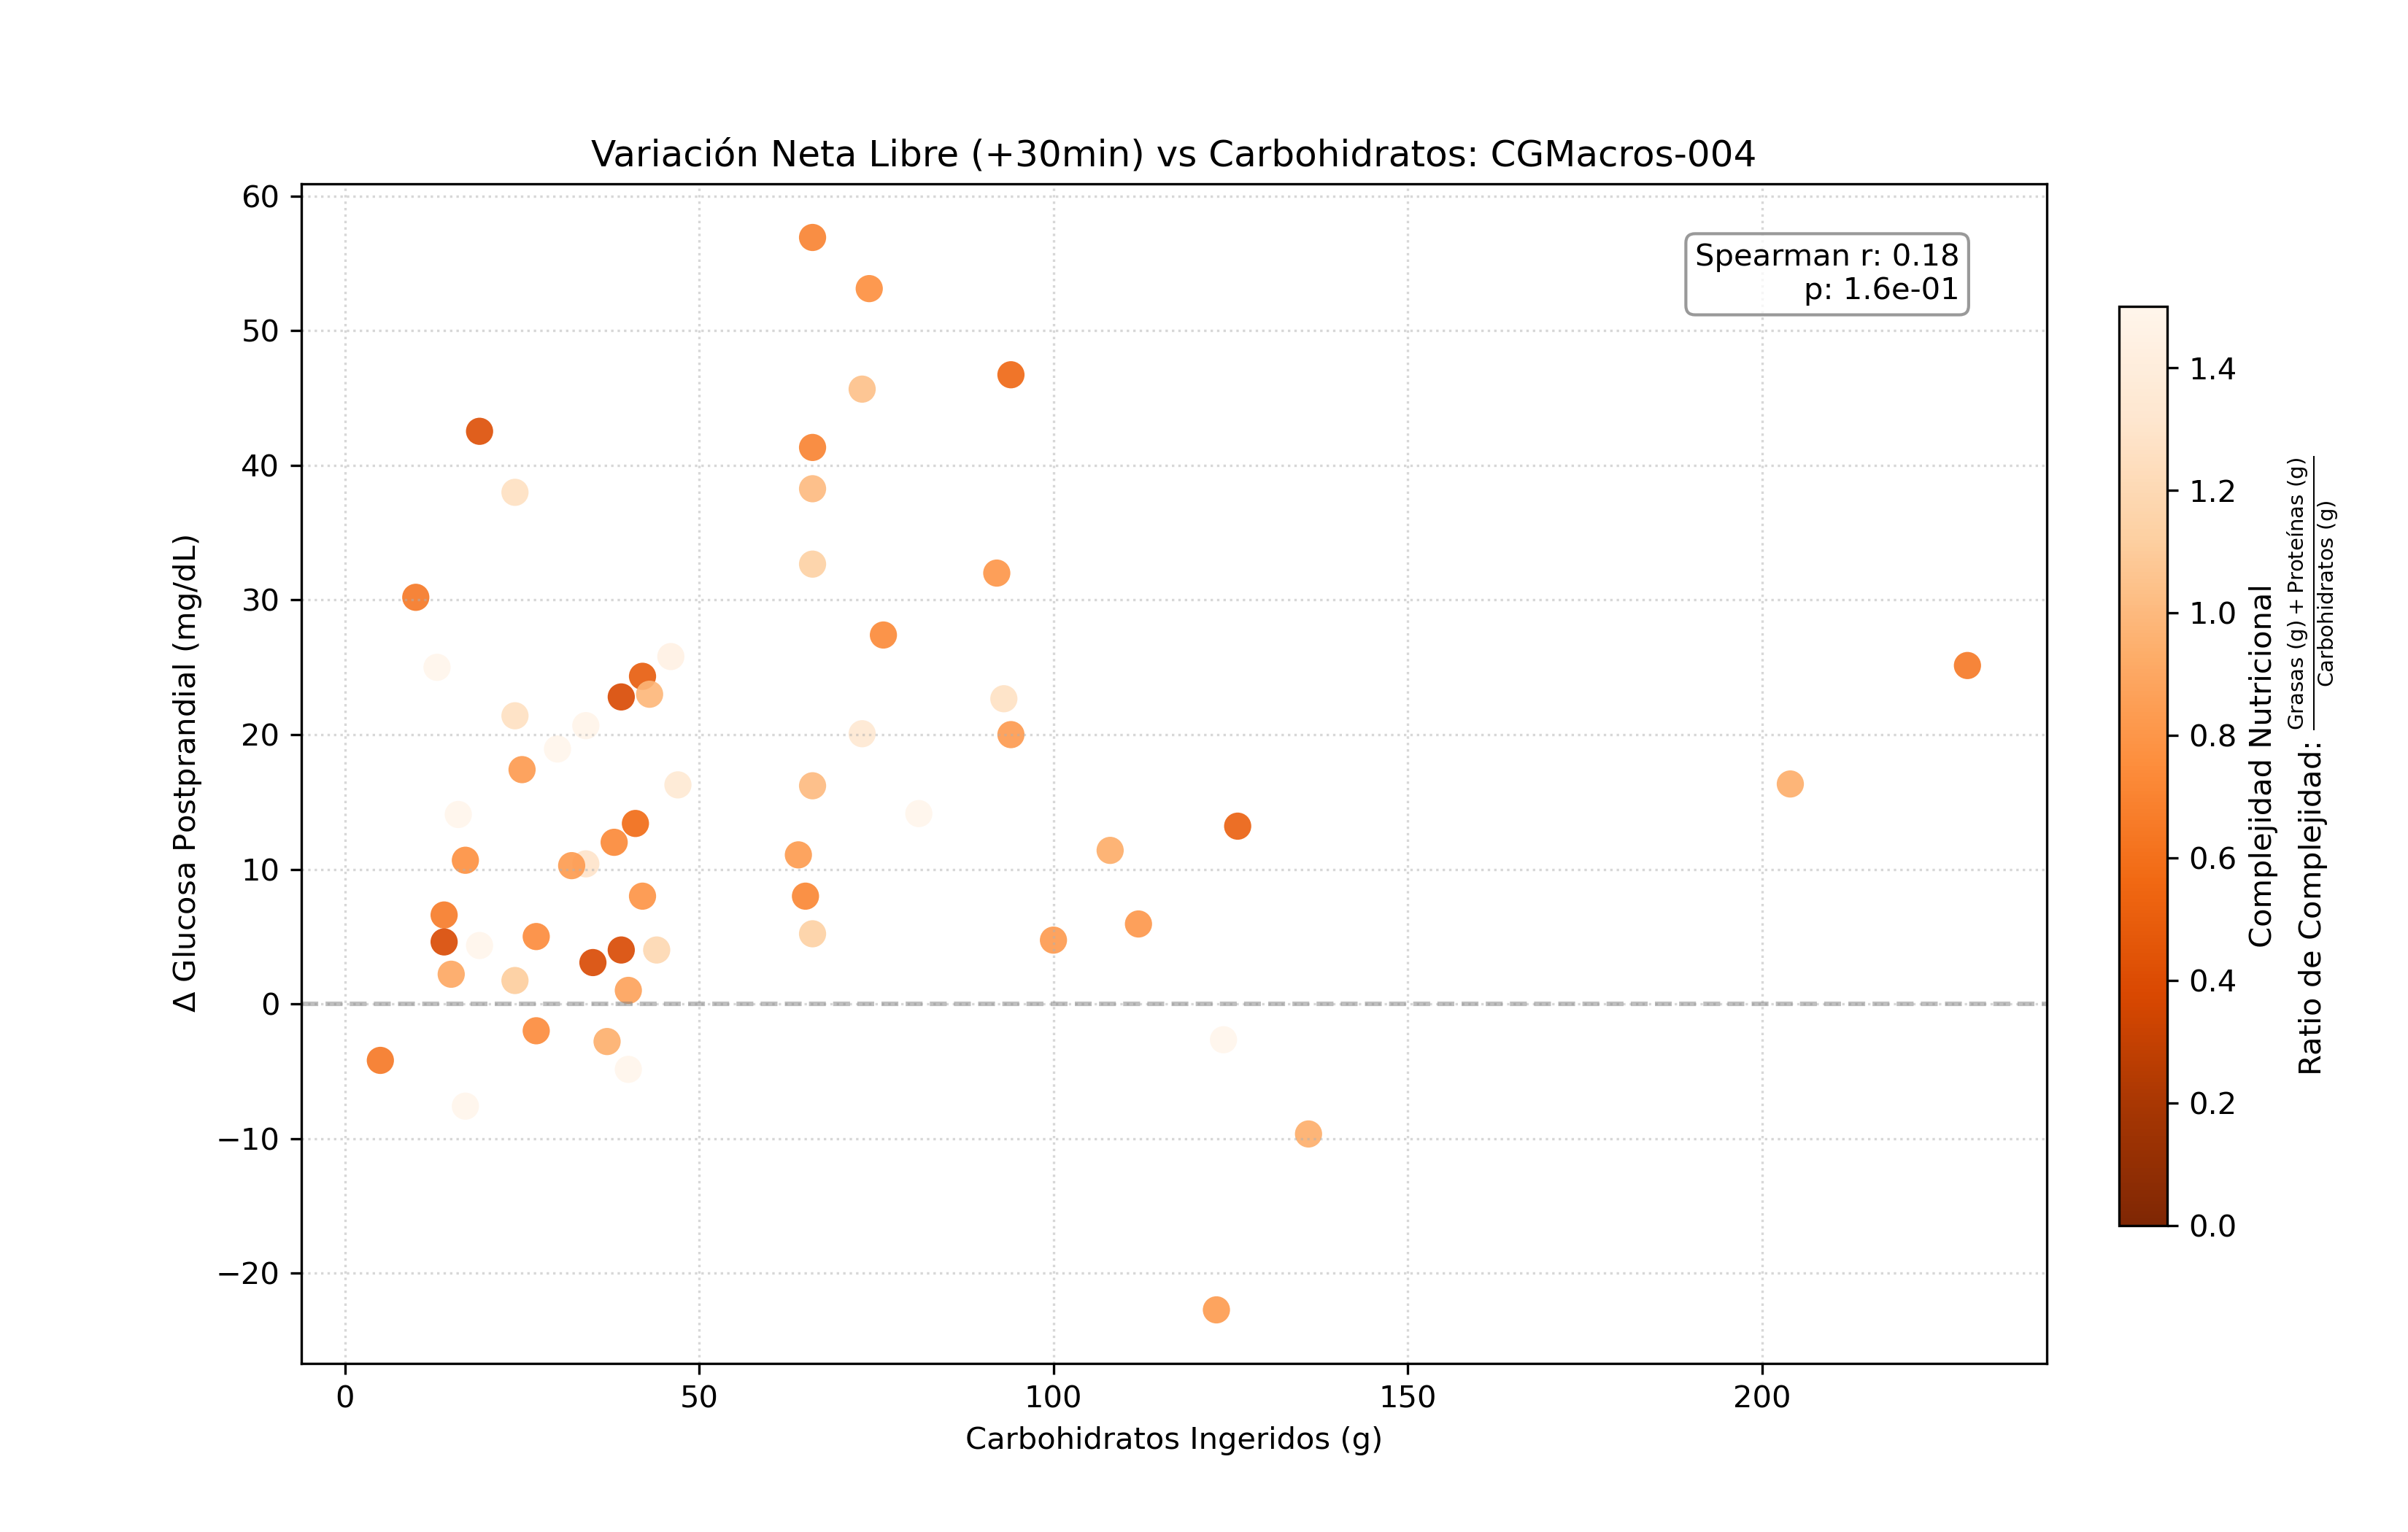 Variación Neta Libre (+30min) vs Carbohidratos: CGMacros-004
Spearman r: 0.18
p: 1.6e-01
Δ Glucosa Postprandial (mg/dL)
60
50
40
30
20
10
0
−10
−20
0
50
100
150
200
Carbohidratos Ingeridos (g)
1.4
1.2
1.0
0.8
0.6
0.4
0.2
0.0
Complejidad Nutricional
Ratio de Complejidad: Grasas (g) + Proteínas (g)
Carbohidratos (g)